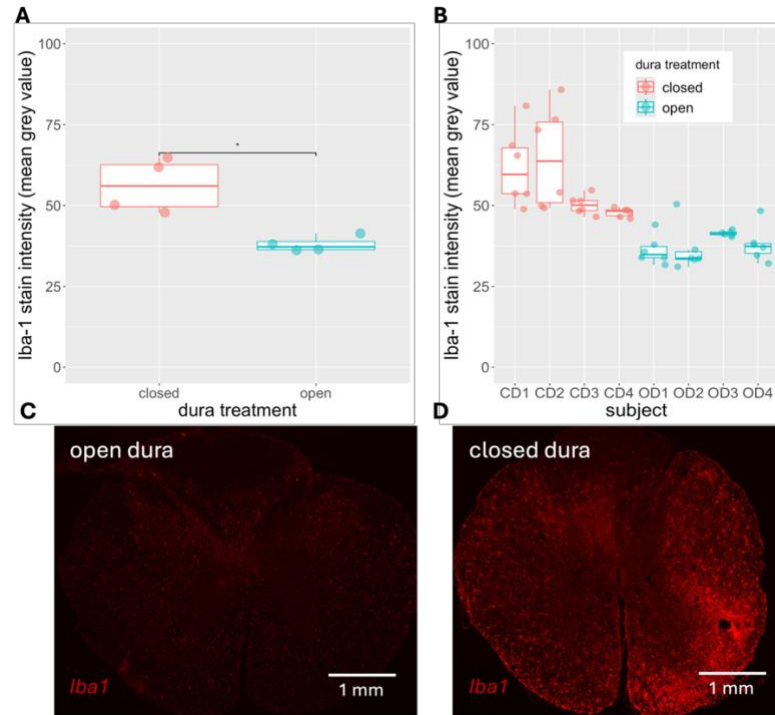 A
Iba-1 stain intensity (mean grey value)
100
75
50
25
0
*
closed
open
dura treatment
B
Iba-1 stain intensity (mean grey value)
100
75
50
25
0
dura treatment
closed
open
CD1 CD2 CD3 CD4 OD1 OD2 OD3 OD4
subject
C
open dura
Iba1
1 mm
D
closed dura
Iba1
1 mm